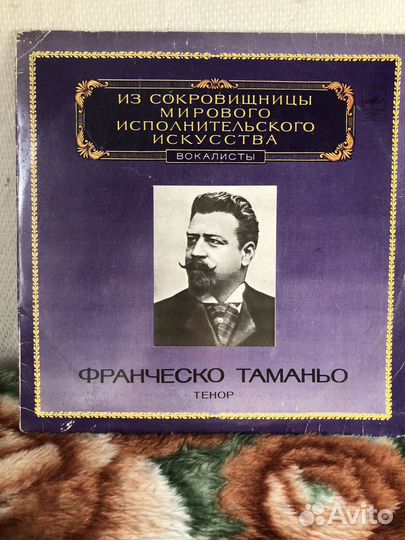 ИЗ СОКРОВИЩНИЦЫ
МИРОВОГО
ИСПОЛНИТЕЛЬСКОГО
ИСКУССТВА
ВОКАЛИСТЫ
ФРАНЧЕСКО ТАМАНЬО
ТЕНОР
Avito